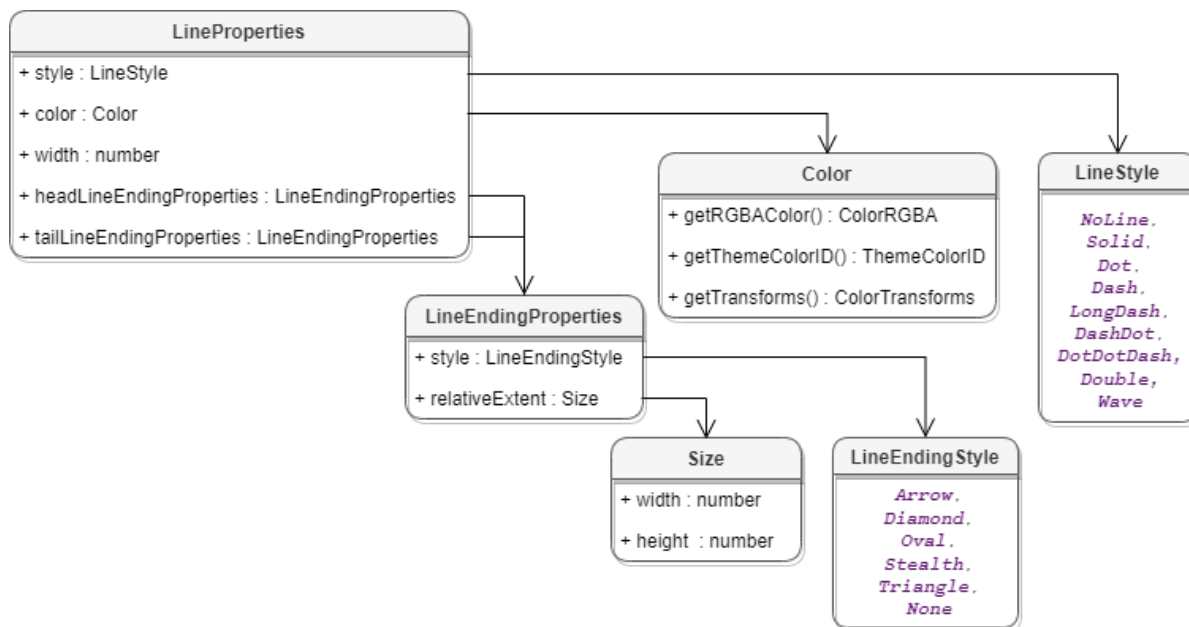 LineProperties
+ style : LineStyle
+ color : Color
+ width : number
+ headLineEndingProperties : LineEndingProperties
+ tailLineEndingProperties : LineEndingProperties
Color
+ getRGBAColor() : ColorRGBA
+ getThemeColorID() : ThemeColorID
+ getTransforms() : ColorTransforms
LineStyle
NoLine,
Solid,
Dot,
Dash,
LongDash,
DashDot,
DotDotDash,
Double,
Wave
LineEndingProperties
+ style : LineEndingStyle
+ relativeExtent : Size
Size
+ width : number
+ height : number
LineEndingStyle
Arrow,
Diamond,
Oval,
Stealth,
Triangle,
None